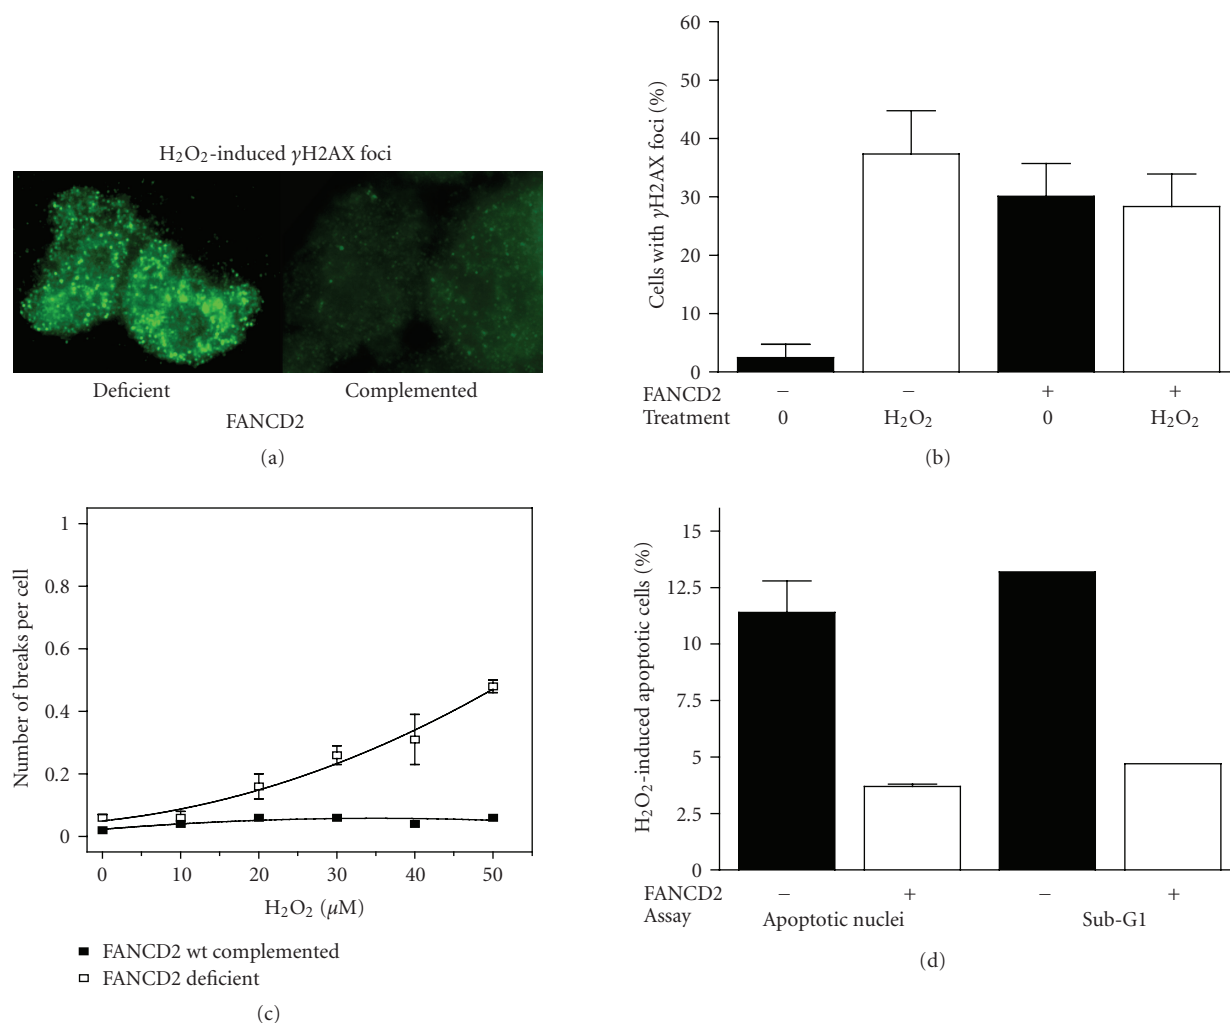 H₂O₂-induced γH2AX foci
Deficient Complemented
FANCD2
(a)
Cells with γH2AX foci (%)
60
50
40
30
20
10
0
FANCD2 − − + +
Treatment 0 H₂O₂ 0 H₂O₂
(b)
Number of breaks per cell
1
0.8
0.6
0.4
0.2
0
0 10 20 30 40 50
H₂O₂ (μM)
FANCD2 wt complemented
FANCD2 deficient
(c)
H₂O₂-induced apoptotic cells (%)
15
12.5
10
7.5
5
2.5
0
FANCD2 − + − +
Assay Apoptotic nuclei Sub-G1
(d)